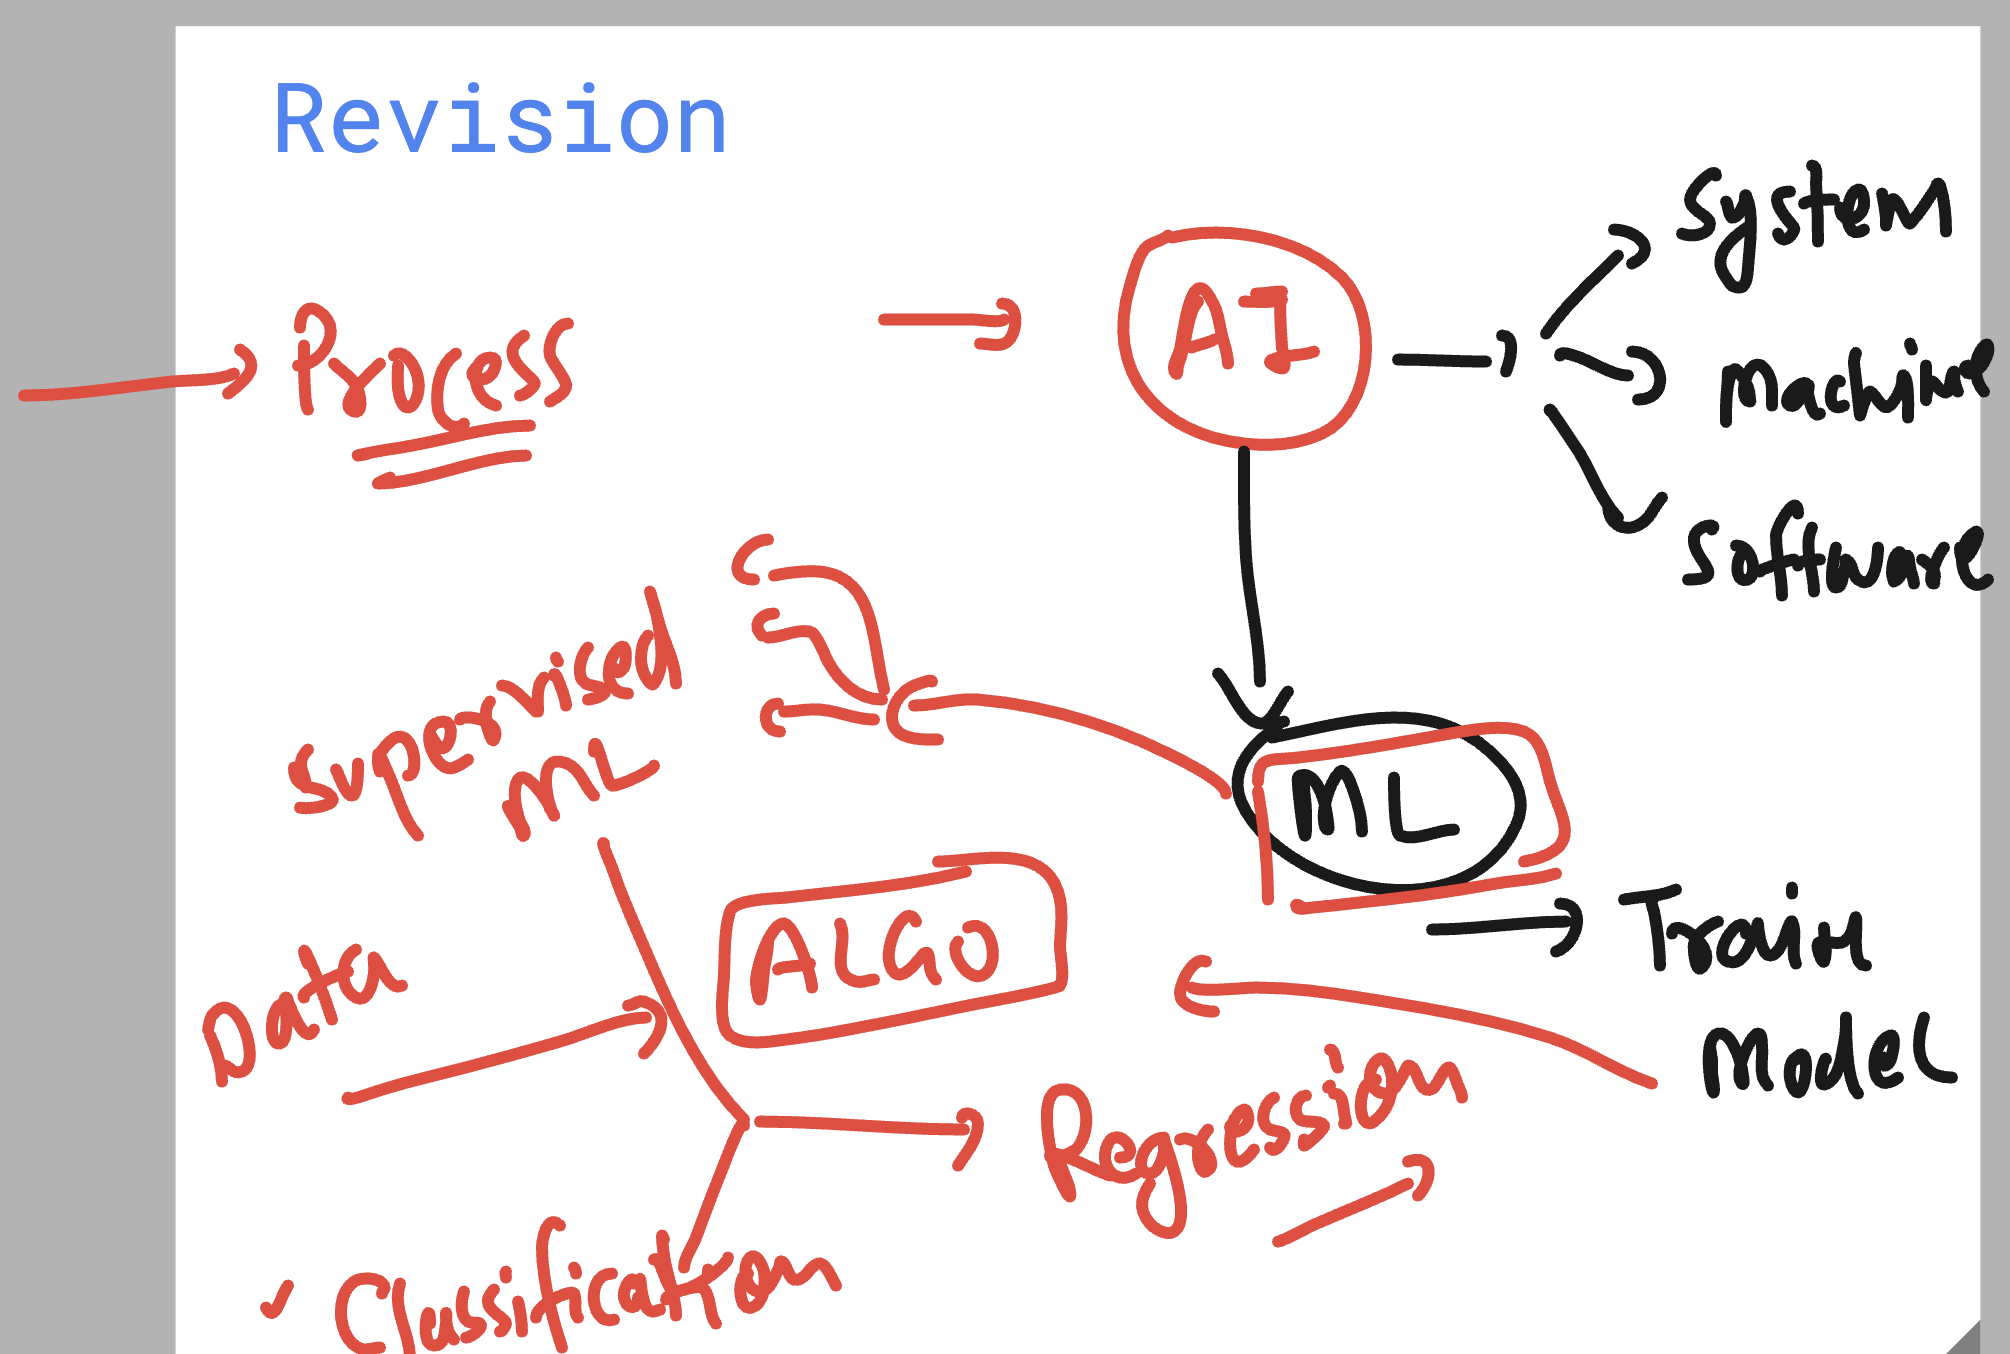 Revision
System
Process
AI
Machine
Software
Supervised
ML
ML
ALGO
Train
Data
Model
Regression
Classification